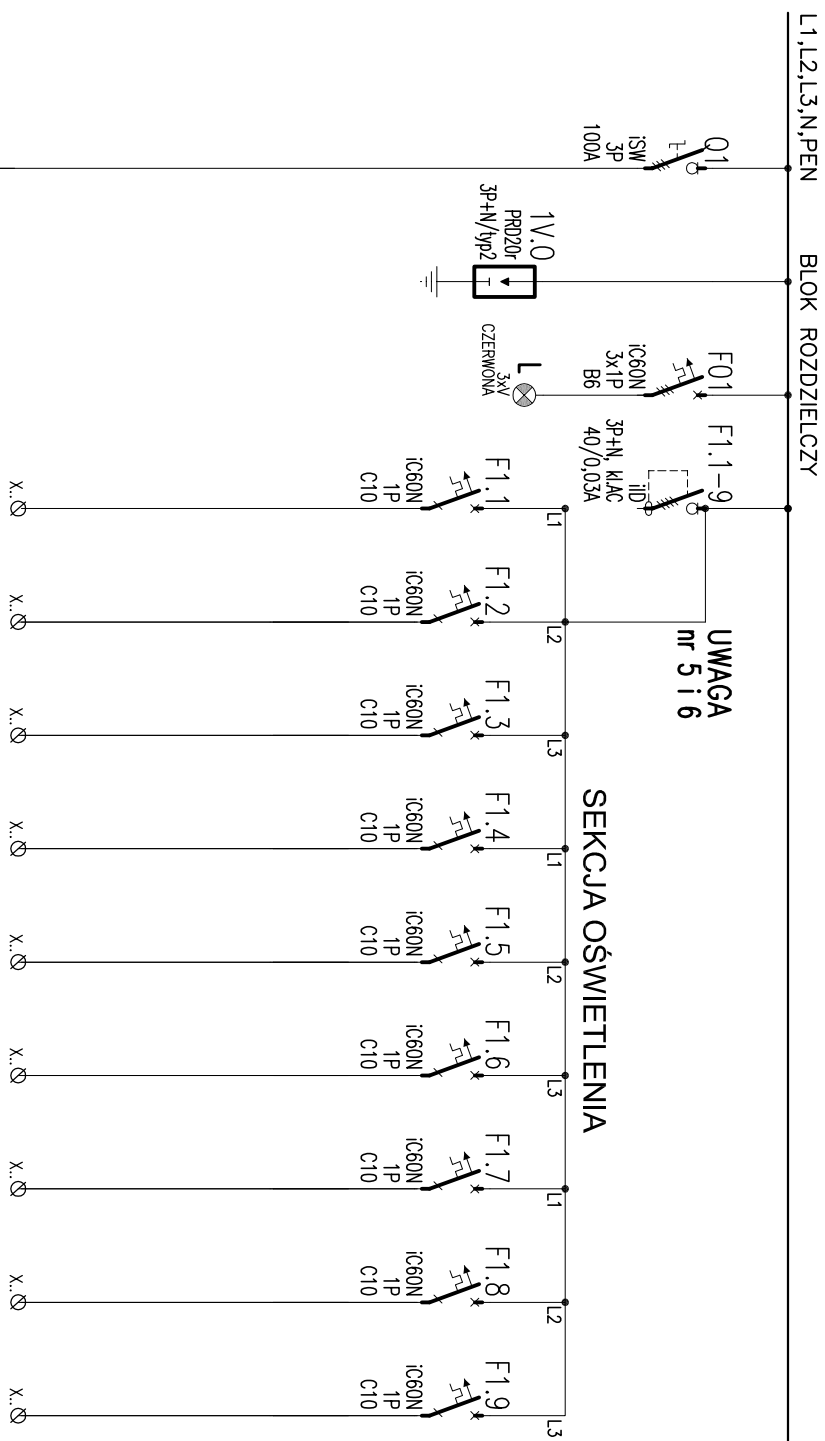 L1,L2,L3,N,PEN
BLOK ROZDZIELCZY
Q1
iSW
3P
100A
1V.0
PRD20r
3P+N/typ2
F01
iC60N
3x1P
B6
L
3xV
CZERWONA
F1.1-9
iID
3P+N, kl.AC
40/0,03A
UWAGA
nr 5 i 6
SEKCJA OŚWIETLENIA
L1
F1.1
iC60N
1P
C10
X..
L2
F1.2
iC60N
1P
C10
X..
L3
F1.3
iC60N
1P
C10
X..
L1
F1.4
iC60N
1P
C10
X..
L2
F1.5
iC60N
1P
C10
X..
L3
F1.6
iC60N
1P
C10
X..
L1
F1.7
iC60N
1P
C10
X..
L2
F1.8
iC60N
1P
C10
X..
L3
F1.9
iC60N
1P
C10
X..